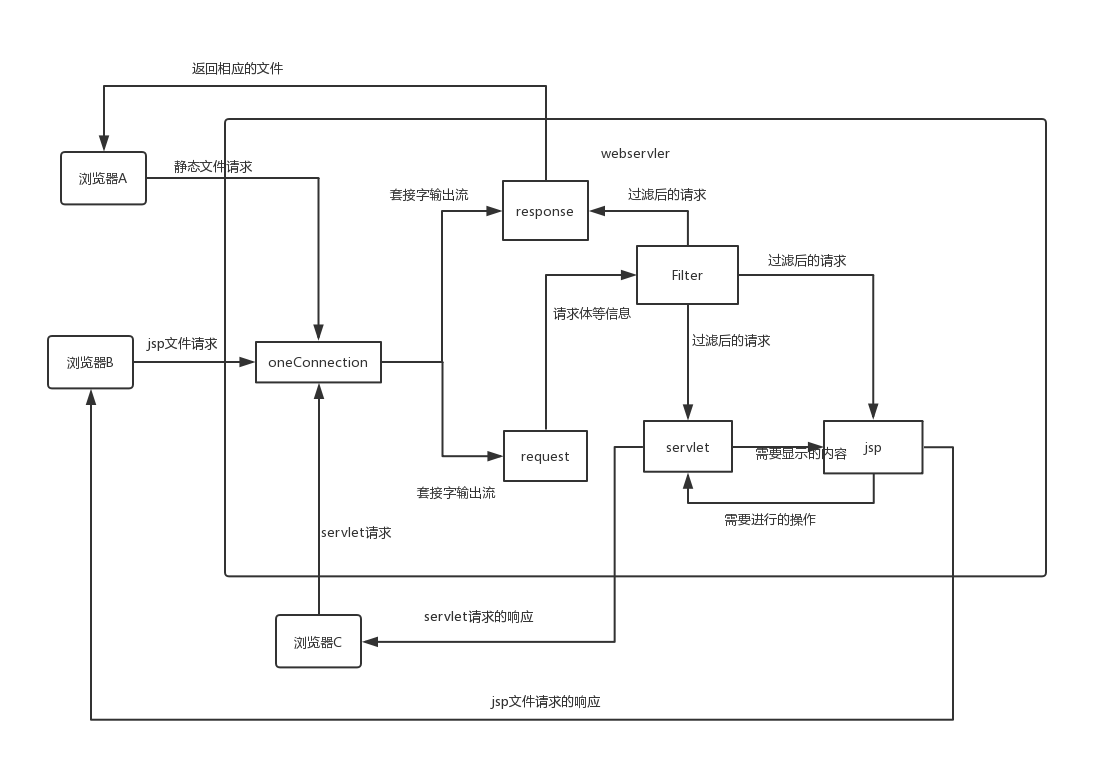 返回相应的文件
webservler
静态文件请求
浏览器A
套接字输出流
过滤后的请求
response
过滤后的请求
Filter
请求体等信息
jsp文件请求
过滤后的请求
浏览器B
oneConnection
servlet
需要显示的内容
jsp
request
套接字输出流
需要进行的操作
servlet请求
servlet请求的响应
浏览器C
jsp文件请求的响应